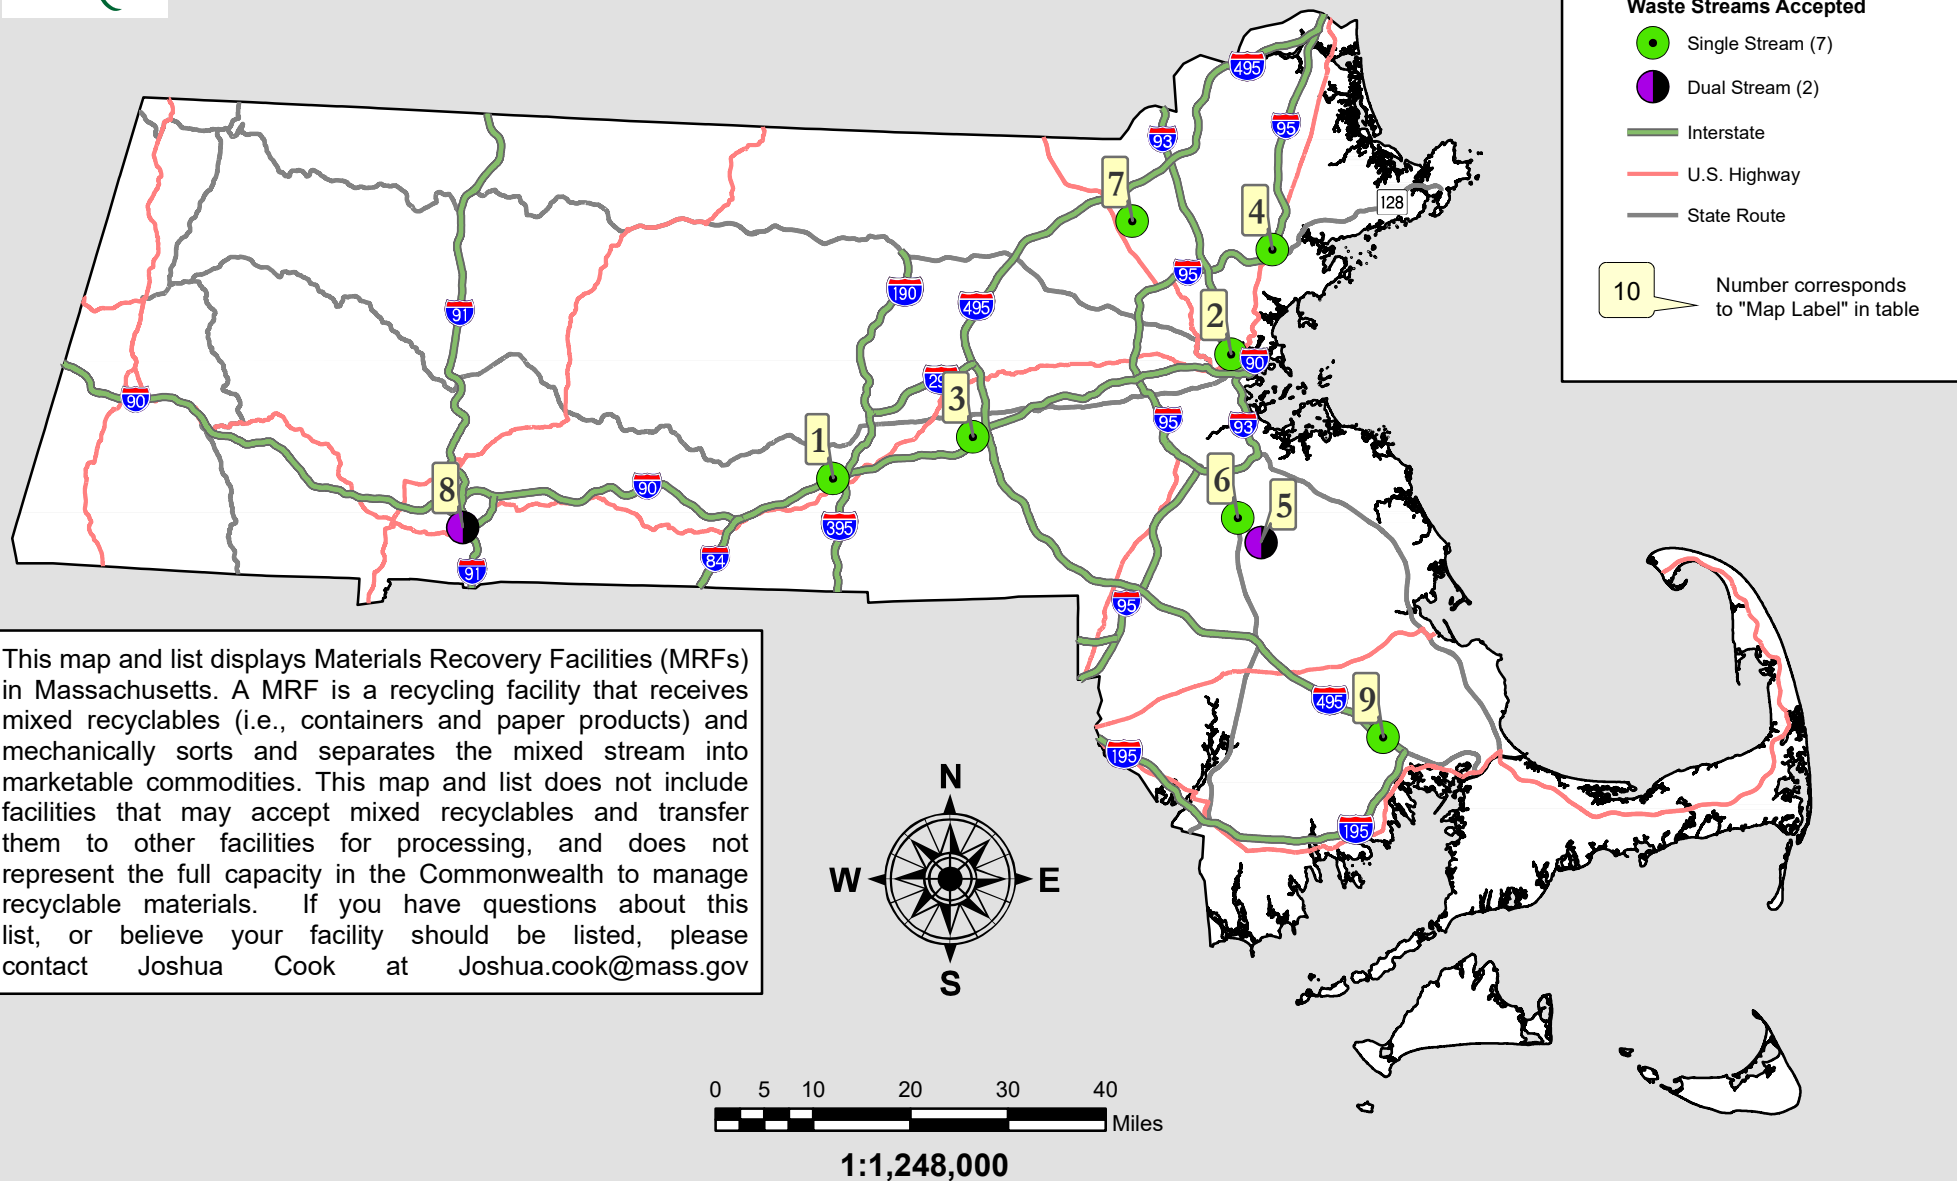 Waste Streams Accepted
Single Stream (7)
Dual Stream (2)
Interstate
U.S. Highway
State Route
10
Number corresponds
to "Map Label" in table
495
95
93
7
4
128
95
190
495
91
2
90
90
3
95
93
1
8
90
6
5
395
84
91
95
495
9
195
195
This map and list displays Materials Recovery Facilities (MRFs)
in Massachusetts. A MRF is a recycling facility that receives
mixed recyclables (i.e., containers and paper products) and
mechanically sorts and separates the mixed stream into
marketable commodities. This map and list does not include
facilities that may accept mixed recyclables and transfer
them to other facilities for processing, and does not
represent the full capacity in the Commonwealth to manage
recyclable materials. If you have questions about this
list, or believe your facility should be listed, please
contact Joshua Cook at Joshua.cook@mass.gov
N
W E
S
0 5 10 20 30 40
Miles
1:1,248,000